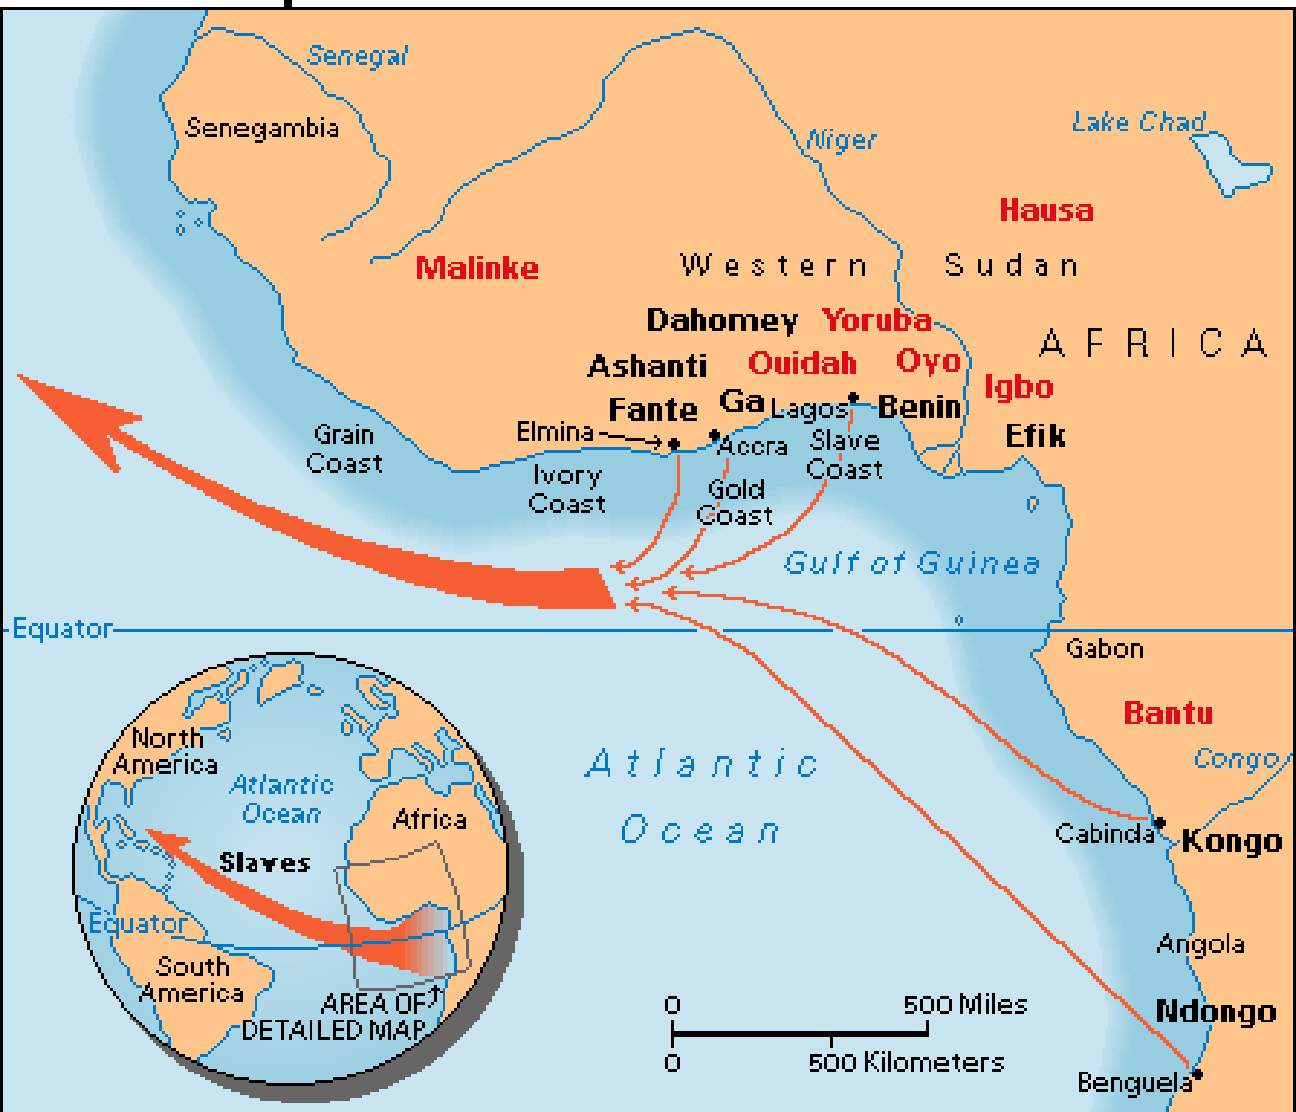 Senegal
Lake Chad
Senegambia
Niger
Hausa
Malinke
Western Sudan
Dahomey
Yoruba
AFRICA
Ashanti
Ouidah
Oyo
Igbo
Fante
Ga
Lagos
Benin
Elmina
Accra
Slave
Coast
Efik
Grain
Coast
Ivory
Coast
Gold
Coast
Gulf of Guinea
Equator
Gabon
Bantu
Congo
North
America
Atlantic
Ocean
Africa
Slaves
Equator
South
America
AREA OF
DETAILED MAP
Atlantic
Ocean
Cabinda
Kongo
Angola
Ndongo
Benguela
0
500 Miles
0
500 Kilometers